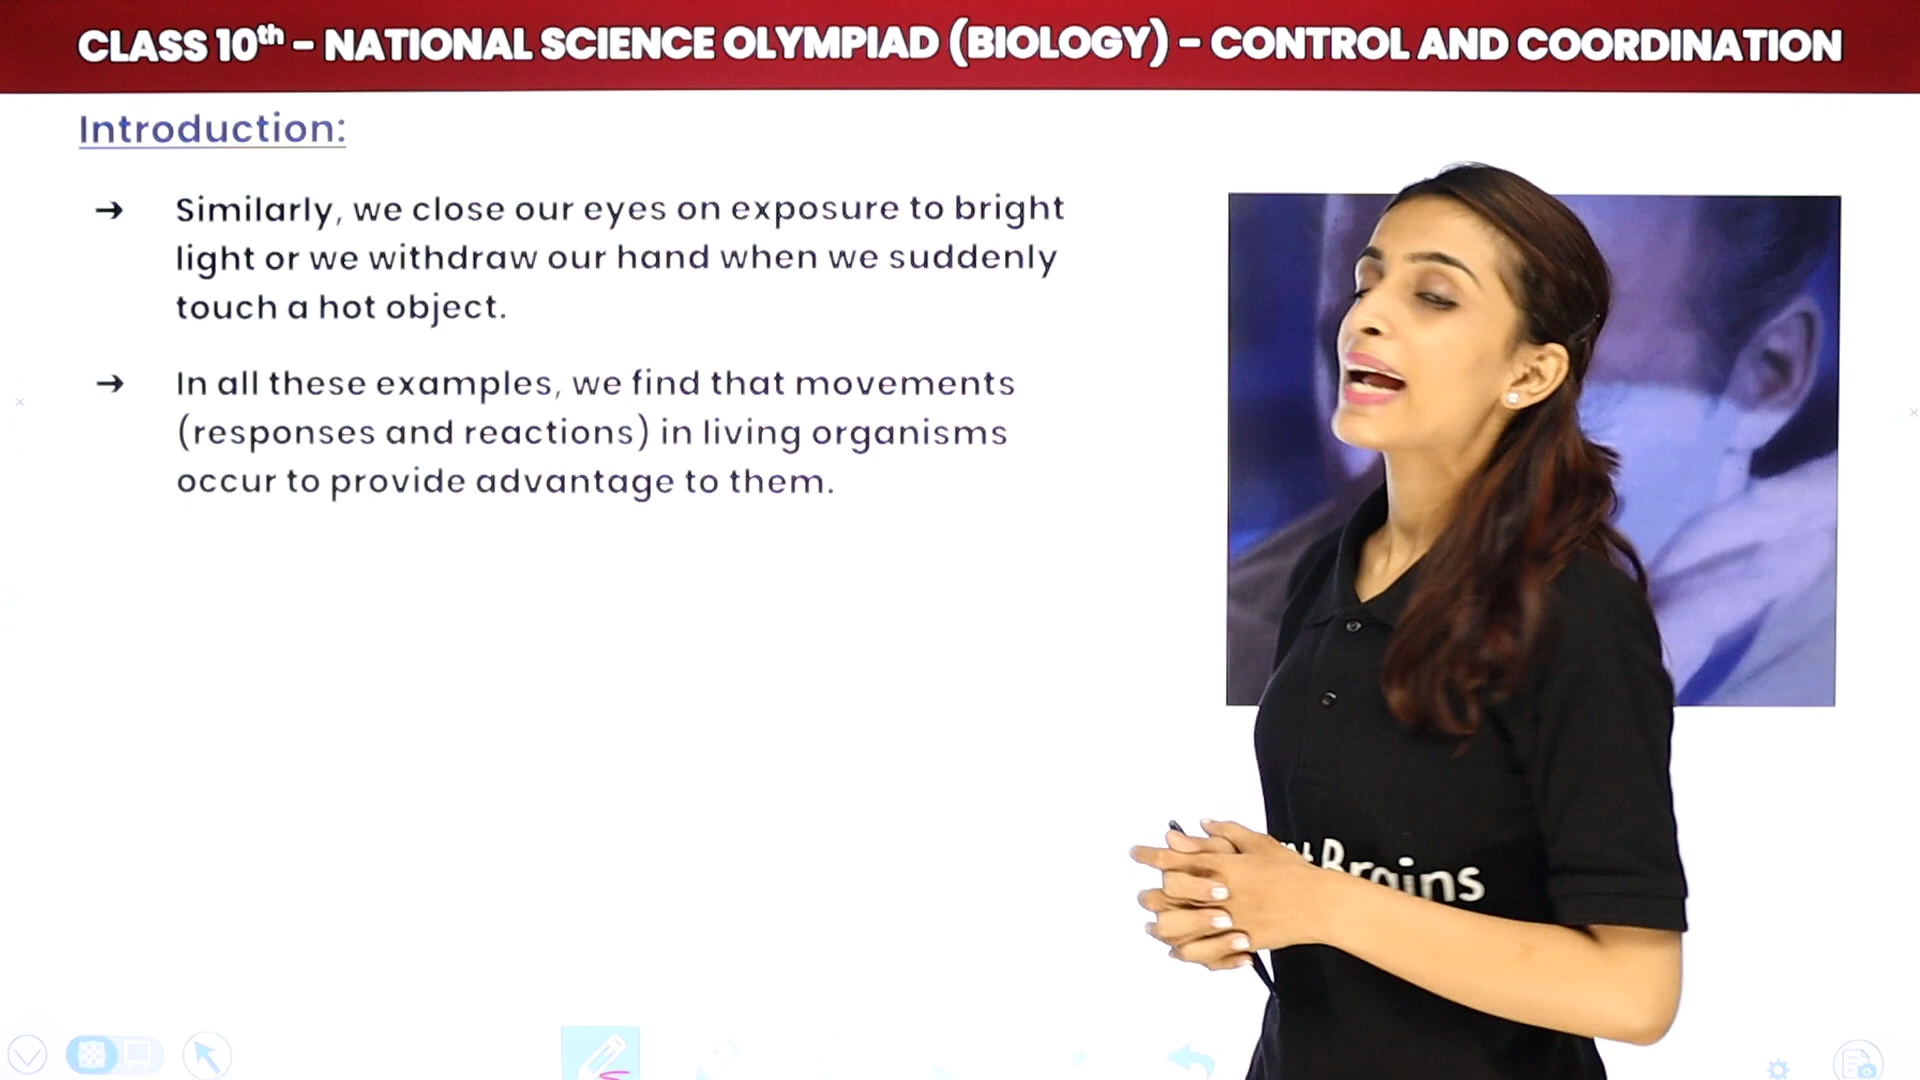 CLASS 10th - NATIONAL SCIENCE OLYMPIAD (BIOLOGY) - CONTROL AND COORDINATION
Introduction:
→ Similarly, we close our eyes on exposure to bright
light or we withdraw our hand when we suddenly
touch a hot object.
→ In all these examples, we find that movements
(responses and reactions) in living organisms
occur to provide advantage to them.
Brains